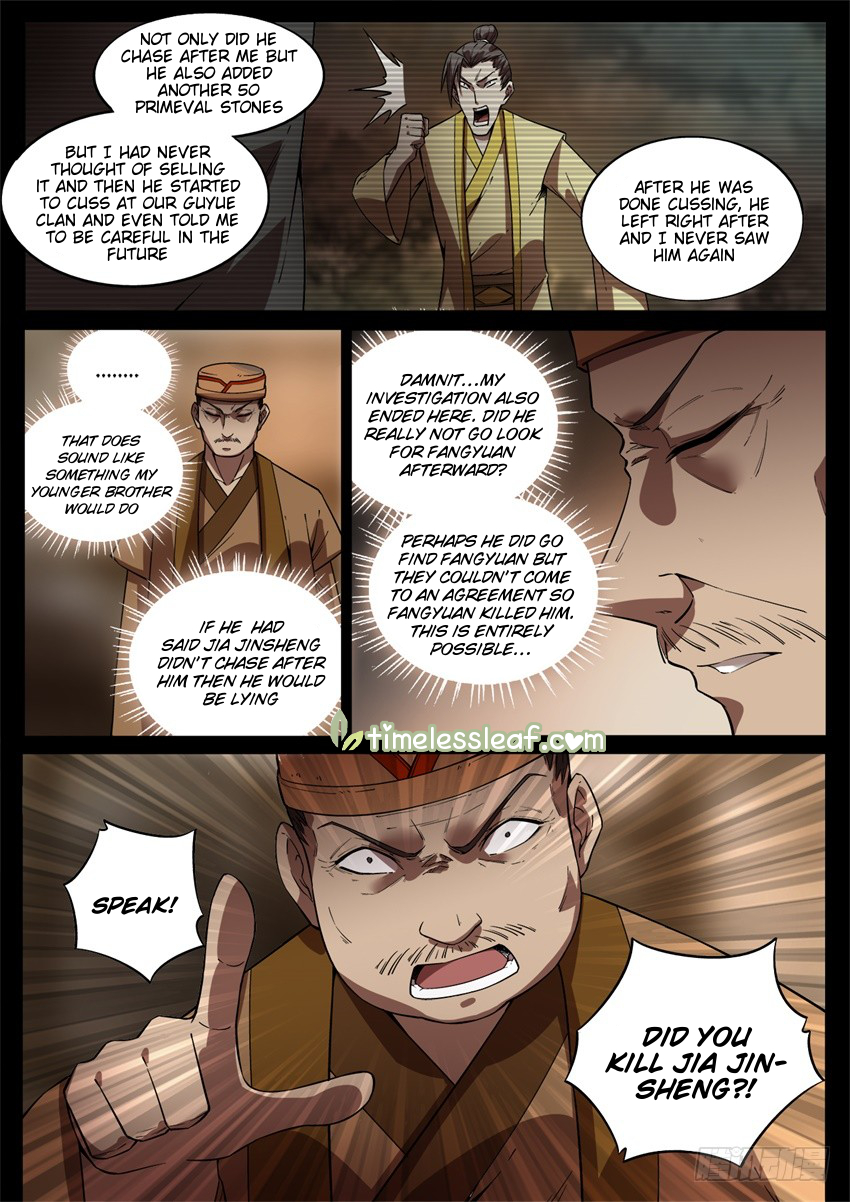 NOT ONLY DID HE
CHASE AFTER ME BUT
HE ALSO ADDED
ANOTHER 50
PRIMEVAL STONES
BUT I HAD NEVER
THOUGHT OF SELLING
IT AND THEN HE STARTED
TO CUSS AT OUR GUYUE
CLAN AND EVEN TOLD ME
TO BE CAREFUL IN THE
FUTURE
AFTER HE WAS
DONE CUSSING, HE
LEFT RIGHT AFTER
AND I NEVER SAW
HIM AGAIN
.........
THAT DOES
SOUND LIKE
SOMETHING MY
YOUNGER BROTHER
WOULD DO
IF HE HAD
SAID JIA JINSHENG
DIDN'T CHASE AFTER
HIM THEN HE WOULD
BE LYING
DAMNIT...MY
INVESTIGATION ALSO
ENDED HERE. DID HE
REALLY NOT GO LOOK
FOR FANGYUAN
AFTERWARD?
PERHAPS HE DID GO
FIND FANGYUAN BUT
THEY COULDN'T COME
TO AN AGREEMENT SO
FANGYUAN KILLED HIM.
THIS IS ENTIRELY
POSSIBLE...
timelessleaf.com
SPEAK!
DID YOU
KILL JIA JIN-
SHENG?!
腾讯动漫